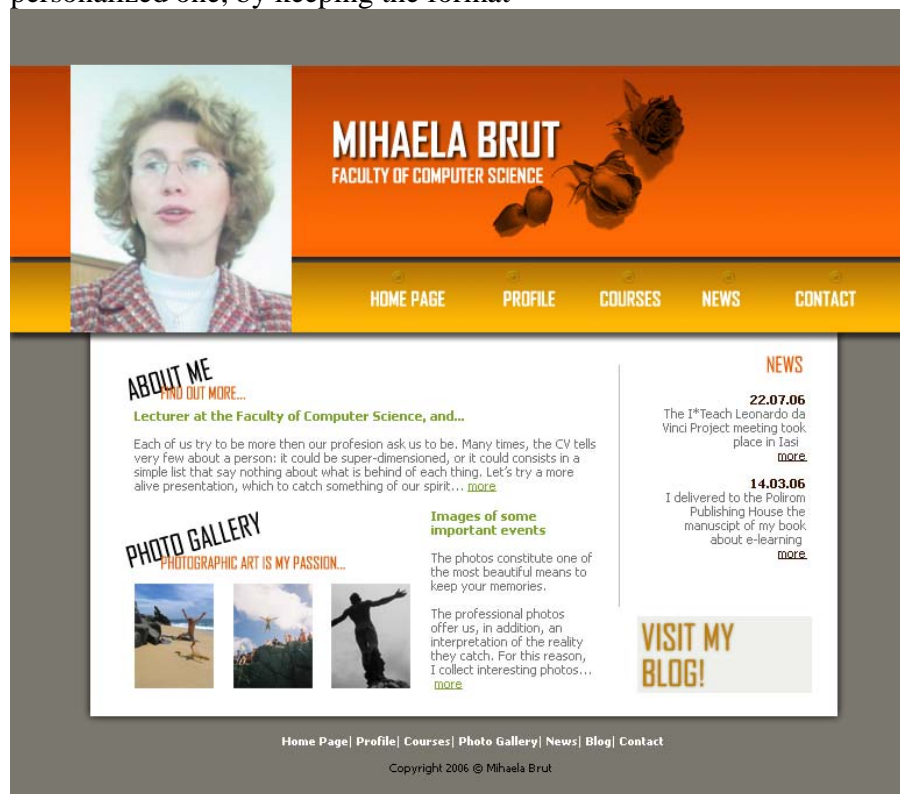 personalized one, by keeping the format
MIHAELA BRUT
FACULTY OF COMPUTER SCIENCE
HOME PAGE PROFILE COURSES NEWS CONTACT
ABOUT ME
FIND OUT MORE...
Lecturer at the Faculty of Computer Science, and...
Each of us try to be more then our profesion ask us to be. Many times, the CV tells
very few about a person: it could be super-dimensioned, or it could consists in a
simple list that say nothing about what is behind of each thing. Let's try a more
alive presentation, which to catch something of our spirit... more
PHOTO GALLERY
PHOTOGRAPHIC ART IS MY PASSION...
Images of some
important events
The photos constitute one of
the most beautiful means to
keep your memories.
The professional photos
offer us, in addition, an
interpretation of the reality
they catch. For this reason,
I collect interesting photos...
more
NEWS
22.07.06
The I*Teach Leonardo da
Vinci Project meeting took
place in Iasi
more
14.03.06
I delivered to the Polirom
Publishing House the
manuscipt of my book
about e-learning
more
VISIT MY
BLOG!
Home Page| Profile| Courses| Photo Gallery| News| Blog| Contact
Copyright 2006 © Mihaela Brut